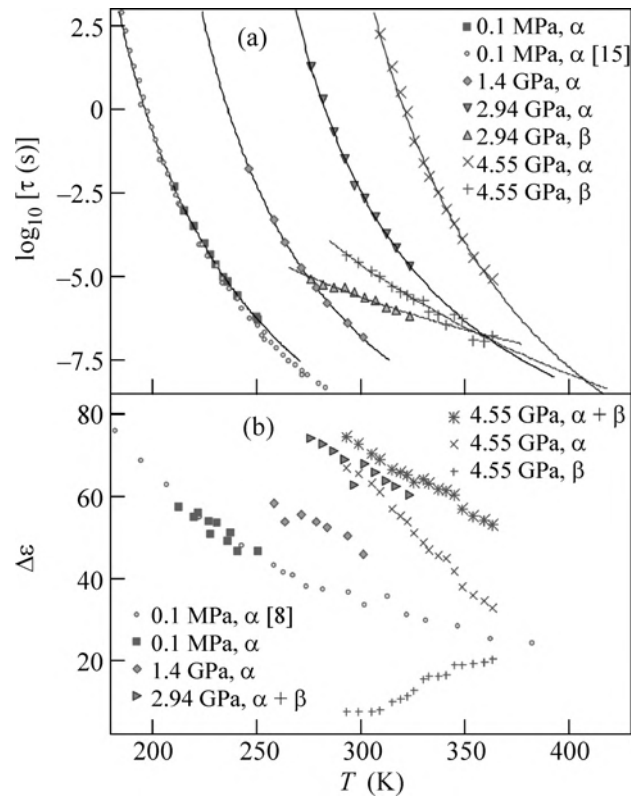 2.5
0
−2.5
−5.0
−7.5
log10 [τ (s)]
(a)
0.1 MPa, α
0.1 MPa, α [15]
1.4 GPa, α
2.94 GPa, α
2.94 GPa, β
4.55 GPa, α
4.55 GPa, β
80
60
40
20
Δε
(b)
4.55 GPa, α + β
4.55 GPa, α
4.55 GPa, β
0.1 MPa, α [8]
0.1 MPa, α
1.4 GPa, α
2.94 GPa, α + β
200 250 300 350 400
T (K)